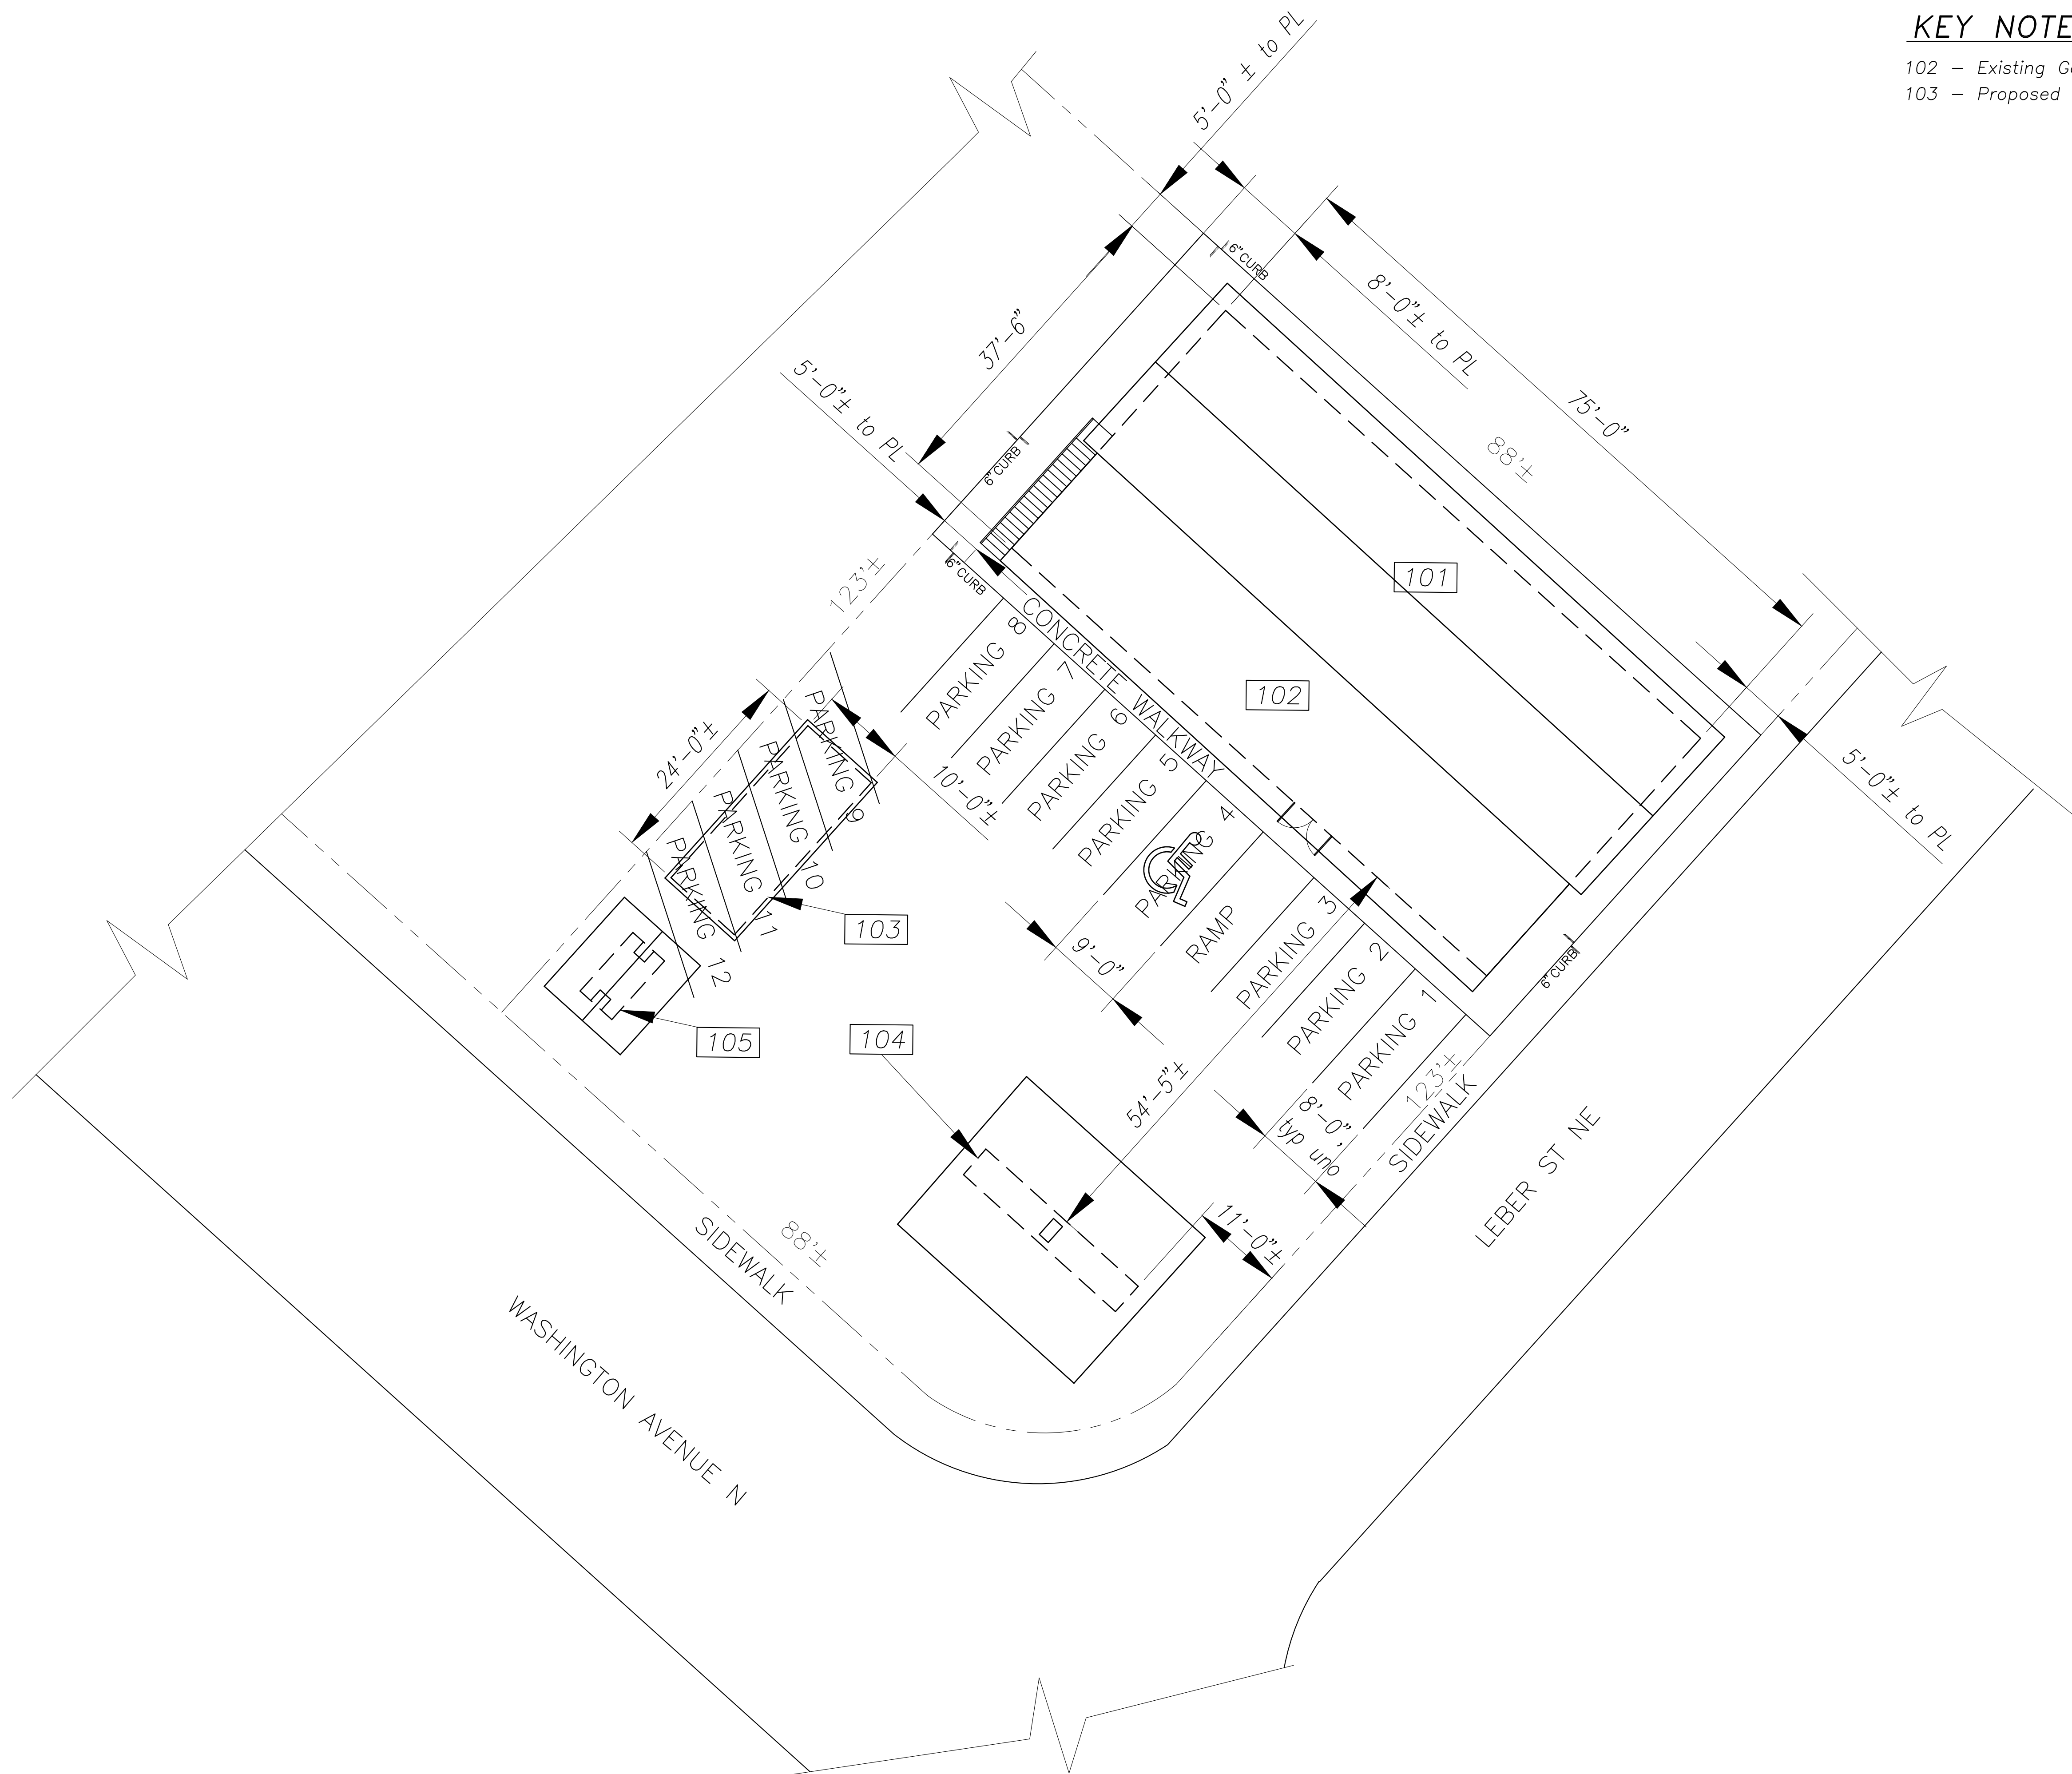 KEY NOTE
102 – Existing
103 – Proposed
5'-0" ± to PL
6" CURB
8'-0"± to PL
37'-6"
75'-0"
5'-0"± to PL
88'±
6" CURB
6" CURB
123'±
101
102
CONCRETE WALKWAY
5'-0"± to PL
PARKING 8
PARKING 7
PARKING 6
PARKING 5
PARKING 4
RAMP
PARKING 3
PARKING 2
PARKING 1
24'-0"±
10'-0"±
PARKING 9
PARKING 10
PARKING 11
PARKING 12
103
9'-0"
6" CURB
105
104
54'-5"±
8'-0",
typ uno
123'±
SIDEWALK
LEBER ST NE
11'-0"±
88'±
SIDEWALK
WASHINGTON AVENUE N